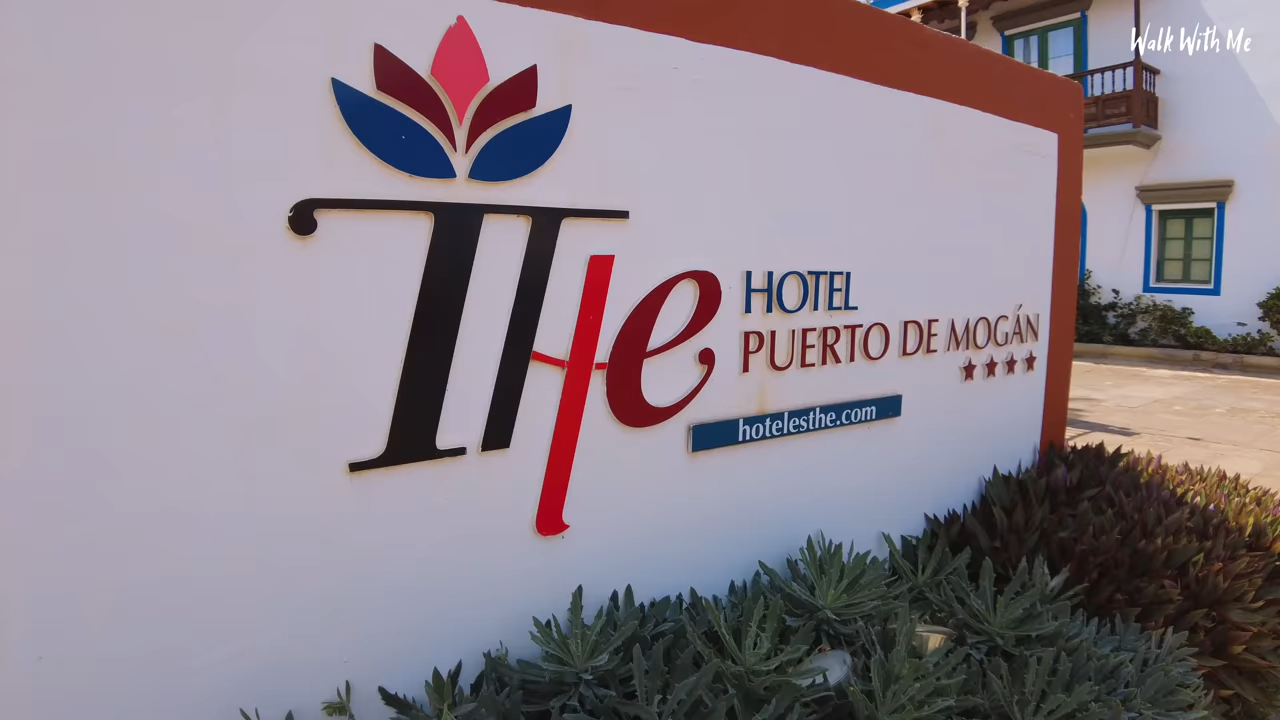 Walk With Me
THe
HOTEL
PUERTO DE MOGÁN
hotelesthe.com